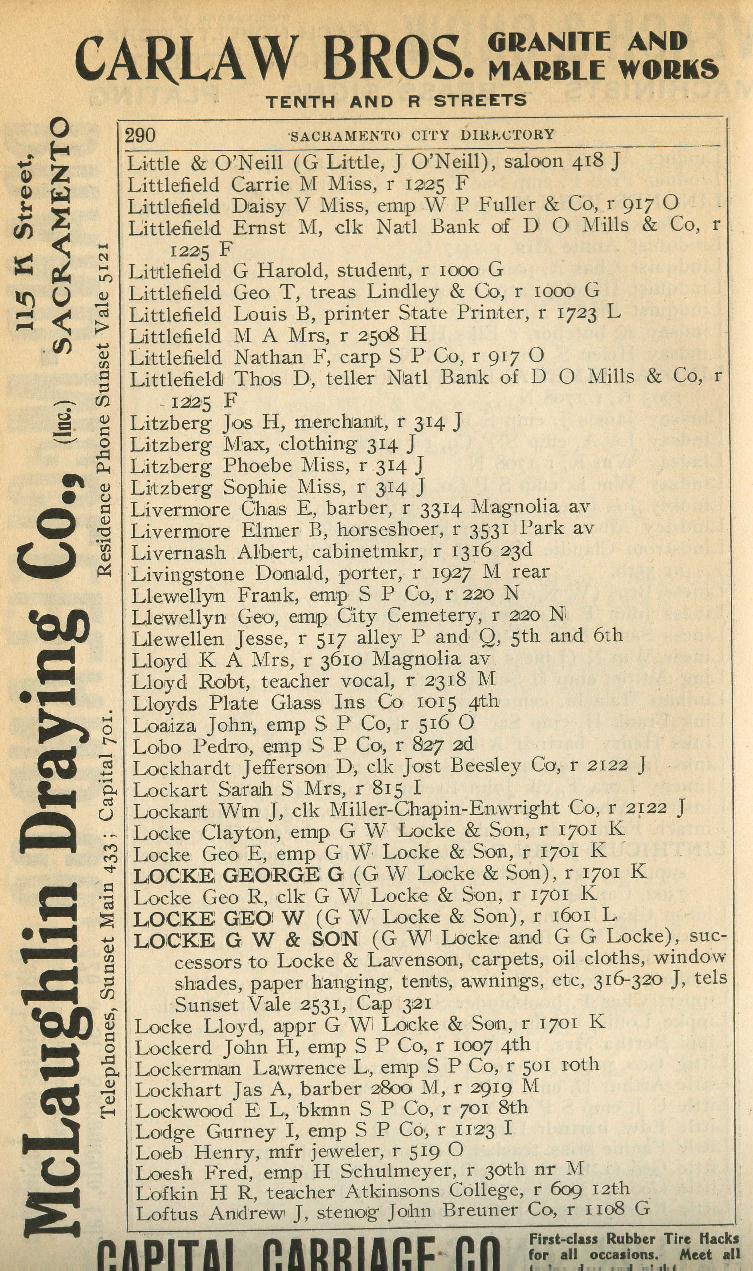 CARLAW BROS. GRANITE AND
MARBLE WORKS
TENTH AND R STREETS
McLaughlin Draying Co., (Inc.)
115 K Street,
SACRAMENTO
Telephones, Sunset Main 433; Capital 701.
Residence Phone Sunset Vale 5121
290 SACRAMENTO CITY DIRECTORY
Little & O'Neill (G Little, J O'Neill), saloon 418 J
Littlefield Carrie M Miss, r 1225 F
Littlefield Daisy V Miss, emp W P Fuller & Co, r 917 O
Littlefield Ernst M, clk Natl Bank of D O Mills & Co, r
1225 F
Littlefield G Harold, student, r 1000 G
Littlefield Geo T, treas Lindley & Co, r 1000 G
Littlefield Louis B, printer State Printer, r 1723 L
Littlefield M A Mrs, r 2508 H
Littlefield Nathan F, carp S P Co, r 917 O
Littlefield Thos D, teller Natl Bank of D O Mills & Co, r
1225 F
Litzberg Jos H, merchant, r 314 J
Litzberg Max, clothing 314 J
Litzberg Phoebe Miss, r 314 J
Litzberg Sophie Miss, r 314 J
Livermore Chas E, barber, r 3314 Magnolia av
Livermore Elmer B, horseshoer, r 3531 Park av
Livernash Albert, cabinetmkr, r 1316 23d
Livingstone Donald, porter, r 1927 M rear
Llewellyn Frank, emp S P Co, r 220 N
Llewellyn Geo, emp City Cemetery, r 220 N
Llewellen Jesse, r 517 alley P and Q, 5th and 6th
Lloyd K A Mrs, r 3610 Magnolia av
Lloyd Robt, teacher vocal, r 2318 M
Lloyds Plate Glass Ins Co 1015 4th
Loaiza John, emp S P Co, r 516 O
Lobo Pedro, emp S P Co, r 827 2d
Lockhardt Jefferson D, clk Jost Beesley Co, r 2122 J
Lockart Sarah S Mrs, r 815 I
Lockart Wm J, clk Miller-Chapin-Enwright Co, r 2122 J
Locke Clayton, emp G W Locke & Son, r 1701 K
Locke Geo E, emp G W Locke & Son, r 1701 K
LOCKE GEORGE G (G W Locke & Son), r 1701 K
Locke Geo R, clk G W Locke & Son, r 1701 K
LOCKE GEO W (G W Locke & Son), r 1601 L
LOCKE G W & SON (G W Locke and G G Locke), suc-
cessors to Locke & Lavenson, carpets, oil cloths, window
shades, paper hanging, tents, awnings, etc, 316-320 J, tels
Sunset Vale 2531, Cap 321
Locke Lloyd, appr G W Locke & Son, r 1701 K
Lockerd John H, emp S P Co, r 1007 4th
Lockerman Lawrence L, emp S P Co, r 501 10th
Lockhart Jas A, barber 2800 M, r 2919 M
Lockwood E L, bkmn S P Co, r 701 8th
Lodge Gurney I, emp S P Co, r 1123 I
Loeb Henry, mfr jeweler, r 519 O
Loesh Fred, emp H Schulmeyer, r 30th nr M
Lofkin H R, teacher Atkinsons College, r 609 12th
Loftus Andrew J, stenog John Breuner Co, r 1108 G
CAPITAL CARRIAGE CO
First-class Rubber Tire Hacks
for all occasions. Meet all